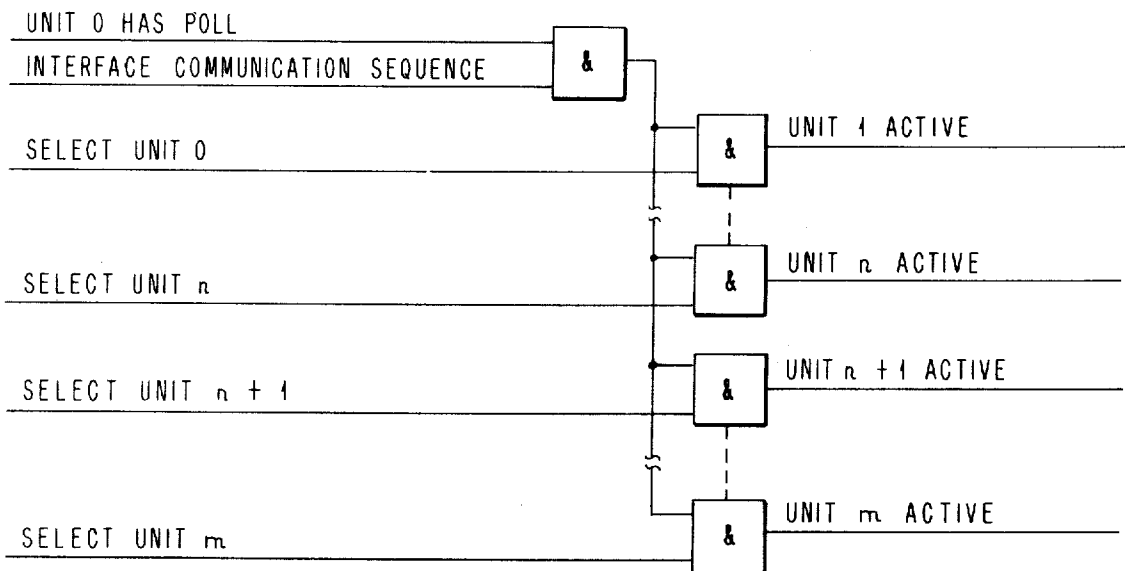 UNIT 0 HAS POLL
INTERFACE COMMUNICATION SEQUENCE
&
SELECT UNIT 0
&
UNIT 1 ACTIVE
SELECT UNIT n
&
UNIT n ACTIVE
SELECT UNIT n + 1
&
UNIT n + 1 ACTIVE
SELECT UNIT m
&
UNIT m ACTIVE